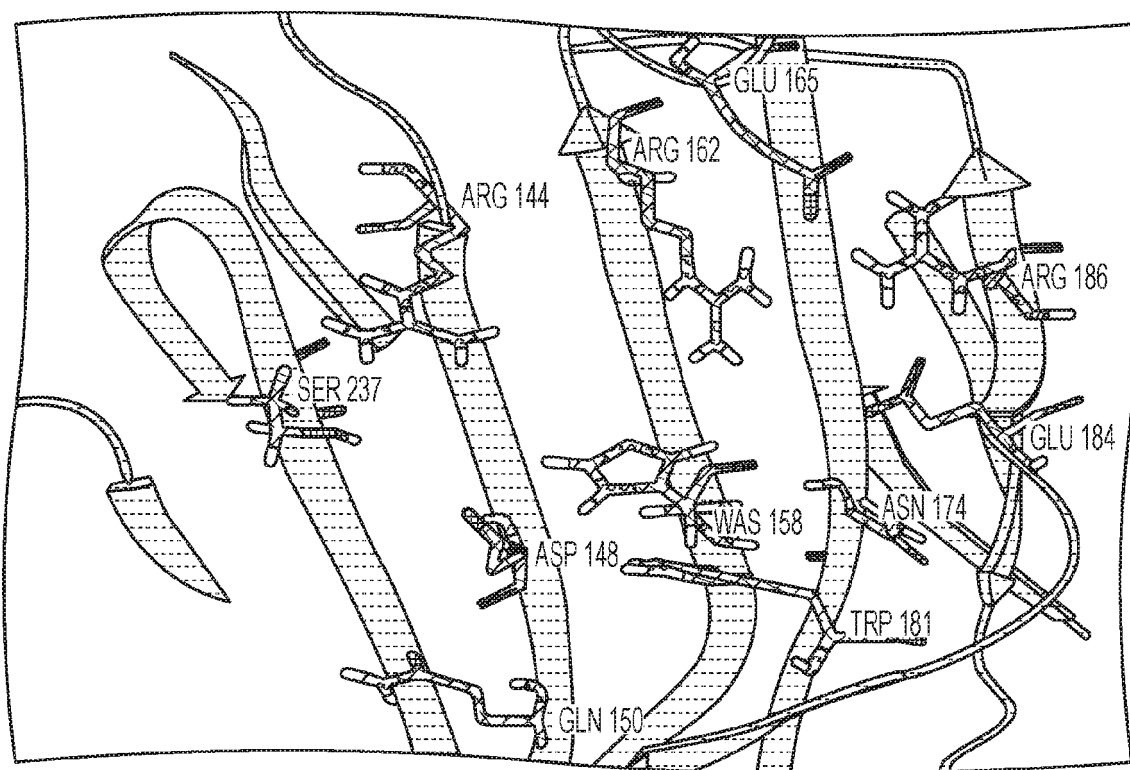 GLU 165
ARG 162
ARG 144
ARG 186
SER 237
GLU 184
ASN 174
WAS 158
ASP 148
TRP 181
GLN 150